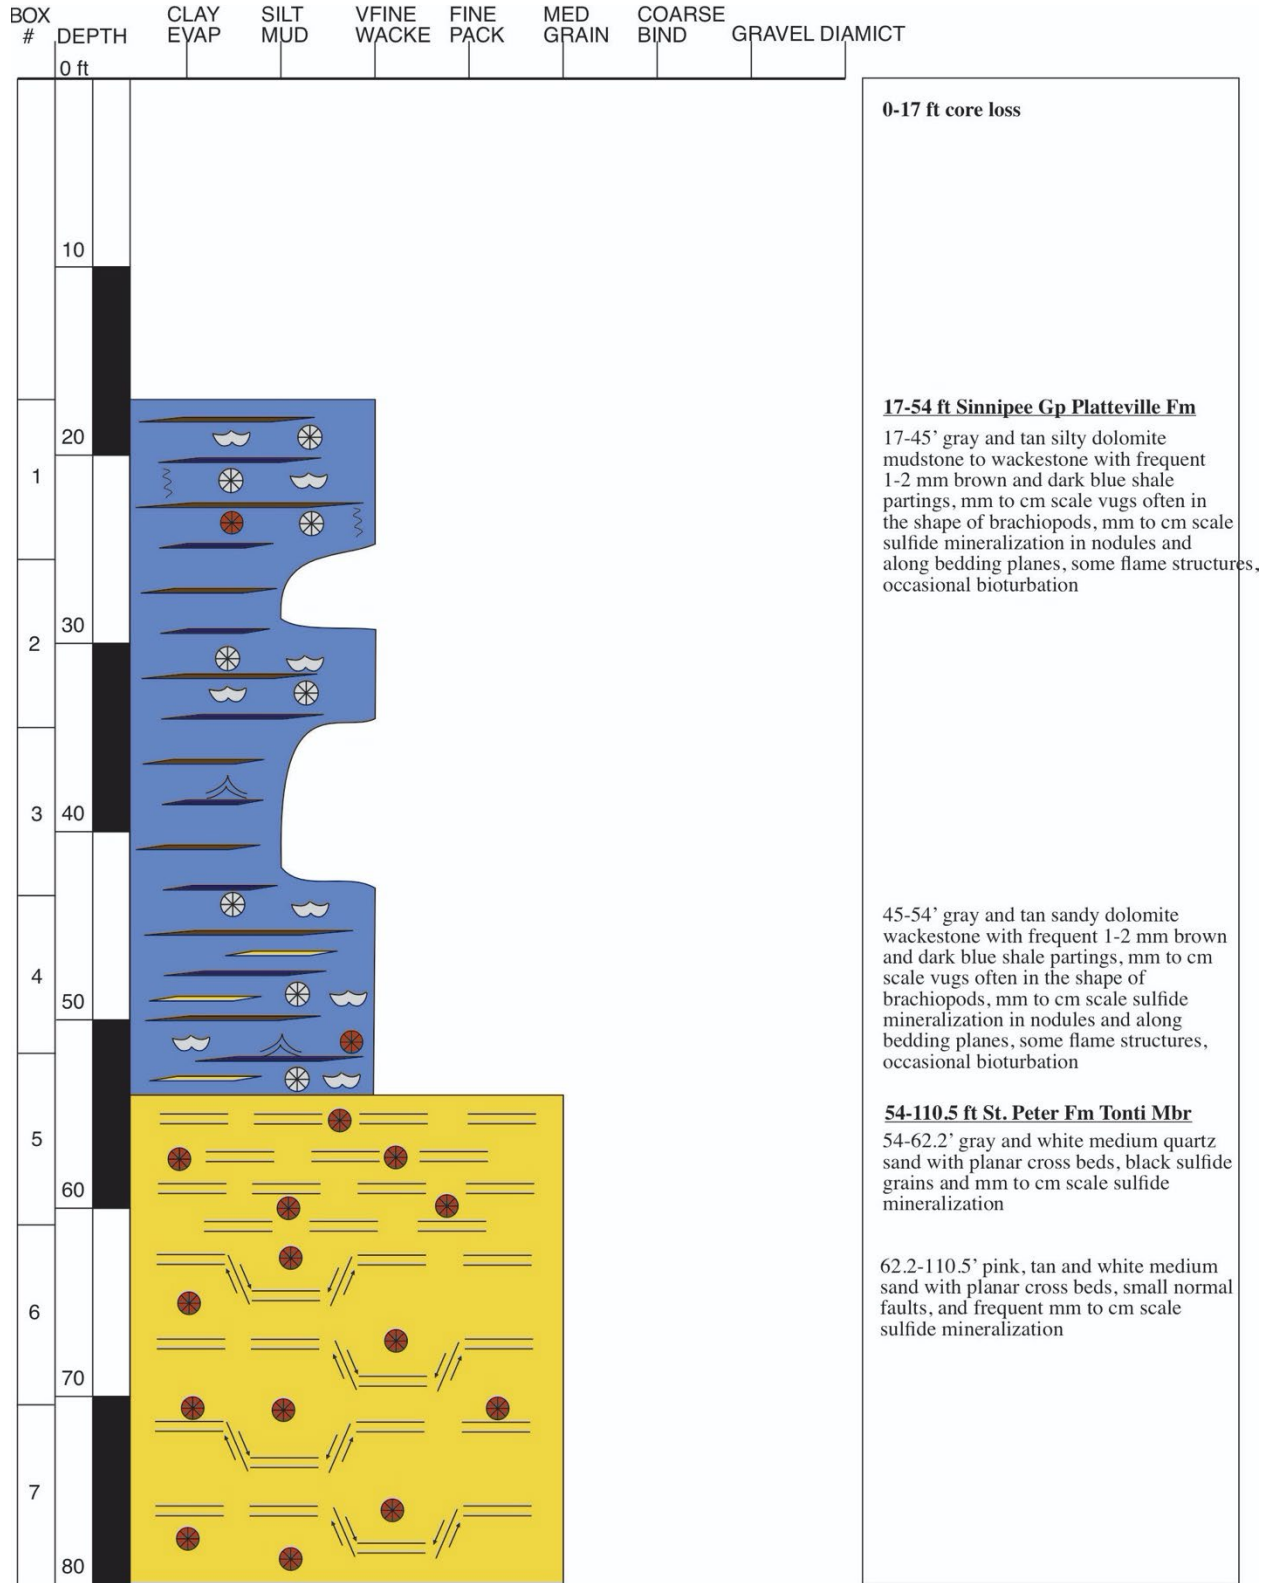 BOX
#
DEPTH
CLAY
EVAP
SILT
MUD
VFINE
WACKE
FINE
PACK
MED
GRAIN
COARSE
BIND
GRAVEL DIAMICT
0 ft
10
20
1
30
2
40
3
50
4
60
5
70
6
80
7
0-17 ft core loss
17-54 ft Sinnipee Gp Platteville Fm
17-45’ gray and tan silty dolomite
mudstone to wackestone with frequent
1-2 mm brown and dark blue shale
partings, mm to cm scale vugs often in
the shape of brachiopods, mm to cm scale
sulfide mineralization in nodules and
along bedding planes, some flame structures,
occasional bioturbation
45-54’ gray and tan sandy dolomite
wackestone with frequent 1-2 mm brown
and dark blue shale partings, mm to cm
scale vugs often in the shape of
brachiopods, mm to cm scale sulfide
mineralization in nodules and along
bedding planes, some flame structures,
occasional bioturbation
54-110.5 ft St. Peter Fm Tonti Mbr
54-62.2’ gray and white medium quartz
sand with planar cross beds, black sulfide
grains and mm to cm scale sulfide
mineralization
62.2-110.5’ pink, tan and white medium
sand with planar cross beds, small normal
faults, and frequent mm to cm scale
sulfide mineralization